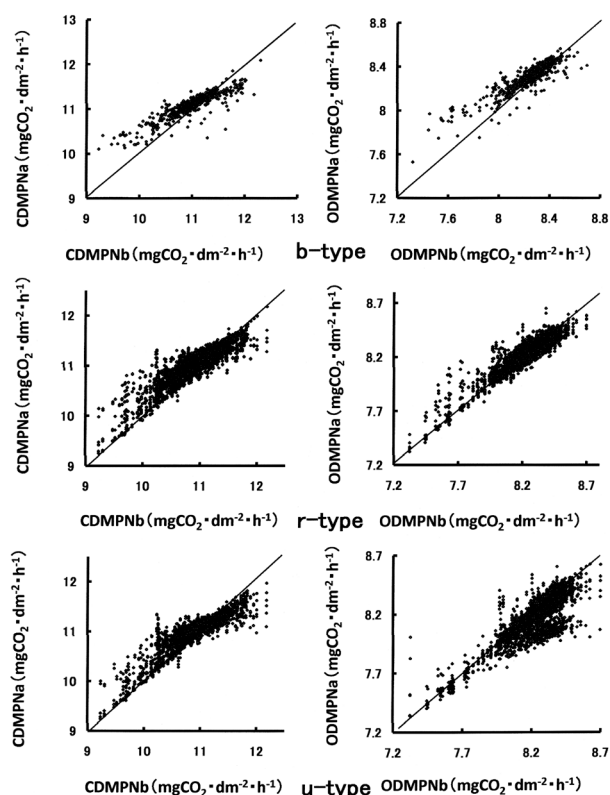 CDMPNa (mgCO₂・dm⁻²・h⁻¹)
13
12
11
10
9
9 10 11 12 13
CDMPNb (mgCO₂・dm⁻²・h⁻¹)
ODMPNa (mgCO₂・dm⁻²・h⁻¹)
8.8
8.4
8
7.6
7.2
7.2 7.6 8 8.4 8.8
ODMPNb (mgCO₂・dm⁻²・h⁻¹)
b-type
CDMPNa (mgCO₂・dm⁻²・h⁻¹)
12
11
10
9
9 10 11 12
CDMPNb (mgCO₂・dm⁻²・h⁻¹)
ODMPNa (mgCO₂・dm⁻²・h⁻¹)
8.7
8.2
7.7
7.2
7.2 7.7 8.2 8.7
ODMPNb (mgCO₂・dm⁻²・h⁻¹)
r-type
CDMPNa (mgCO₂・dm⁻²・h⁻¹)
12
11
10
9
9 10 11 12
CDMPNb (mgCO₂・dm⁻²・h⁻¹)
ODMPNa (mgCO₂・dm⁻²・h⁻¹)
8.7
8.2
7.7
7.2
7.2 7.7 8.2 8.7
ODMPNb (mgCO₂・dm⁻²・h⁻¹)
u-type